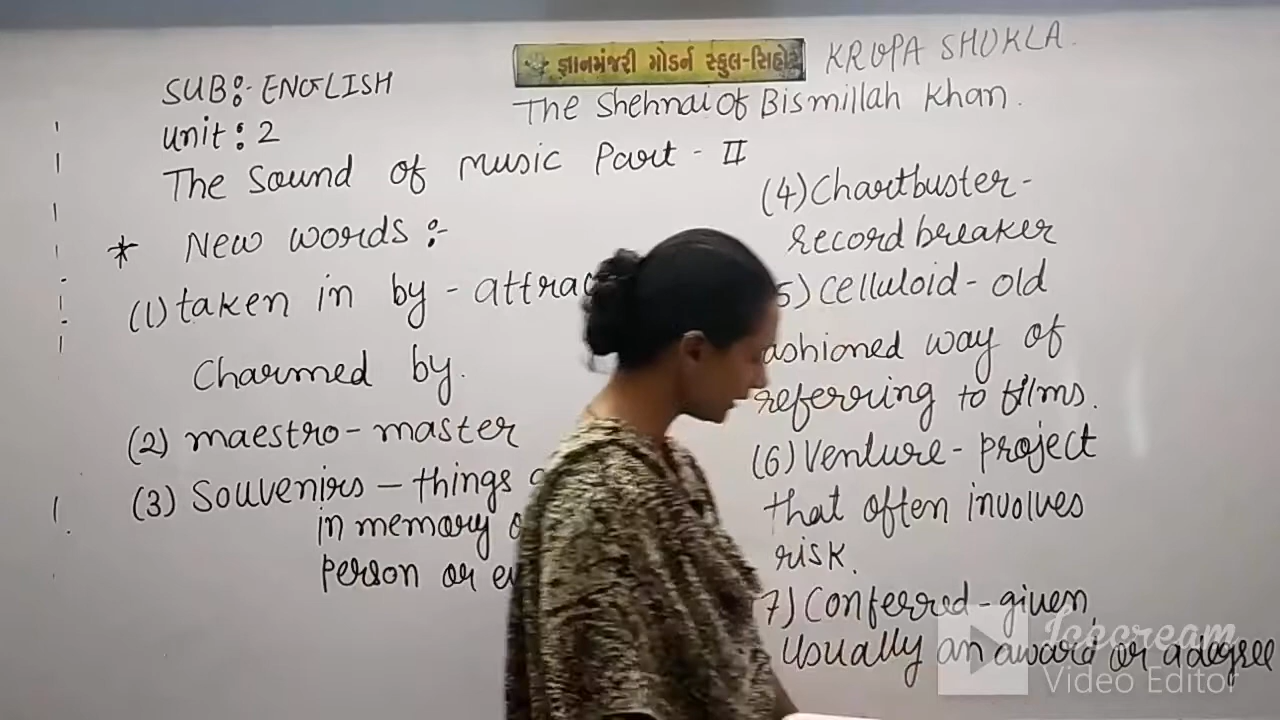 જ્ઞાનમંજરી મોડર્ન સ્કુલ-સિહોર
KRUPA SHUKLA.
SUB:- ENGLISH
The Shehnai of Bismillah Khan.
Unit : 2
The Sound of Music Part - II
* New words :-
(1) taken in by - attrac
Charmed by.
(2) maestro - master
(3) Souvenirs - things
in memory
person or
(4) Chartbuster -
record breaker
5) Celluloid - old
ashioned way of
referring to films.
(6) Venture - project
that often involves
risk.
7) Conferred - given,
Usually an award or a degree
Icecream
Video Editor